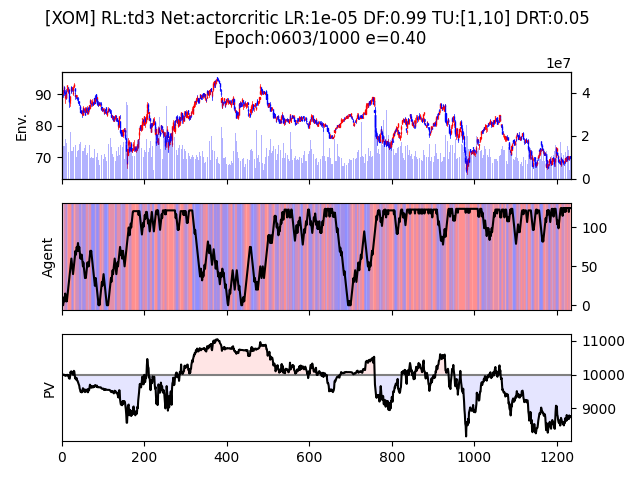 [XOM] RL:td3 Net:actorcritic LR:1e-05 DF:0.99 TU:[1,10] DRT:0.05
Epoch:0603/1000 e=0.40
1e7
90
80
70
Env.
4
2
0
Agent
100
50
0
PV
11000
10000
9000
0 200 400 600 800 1000 1200